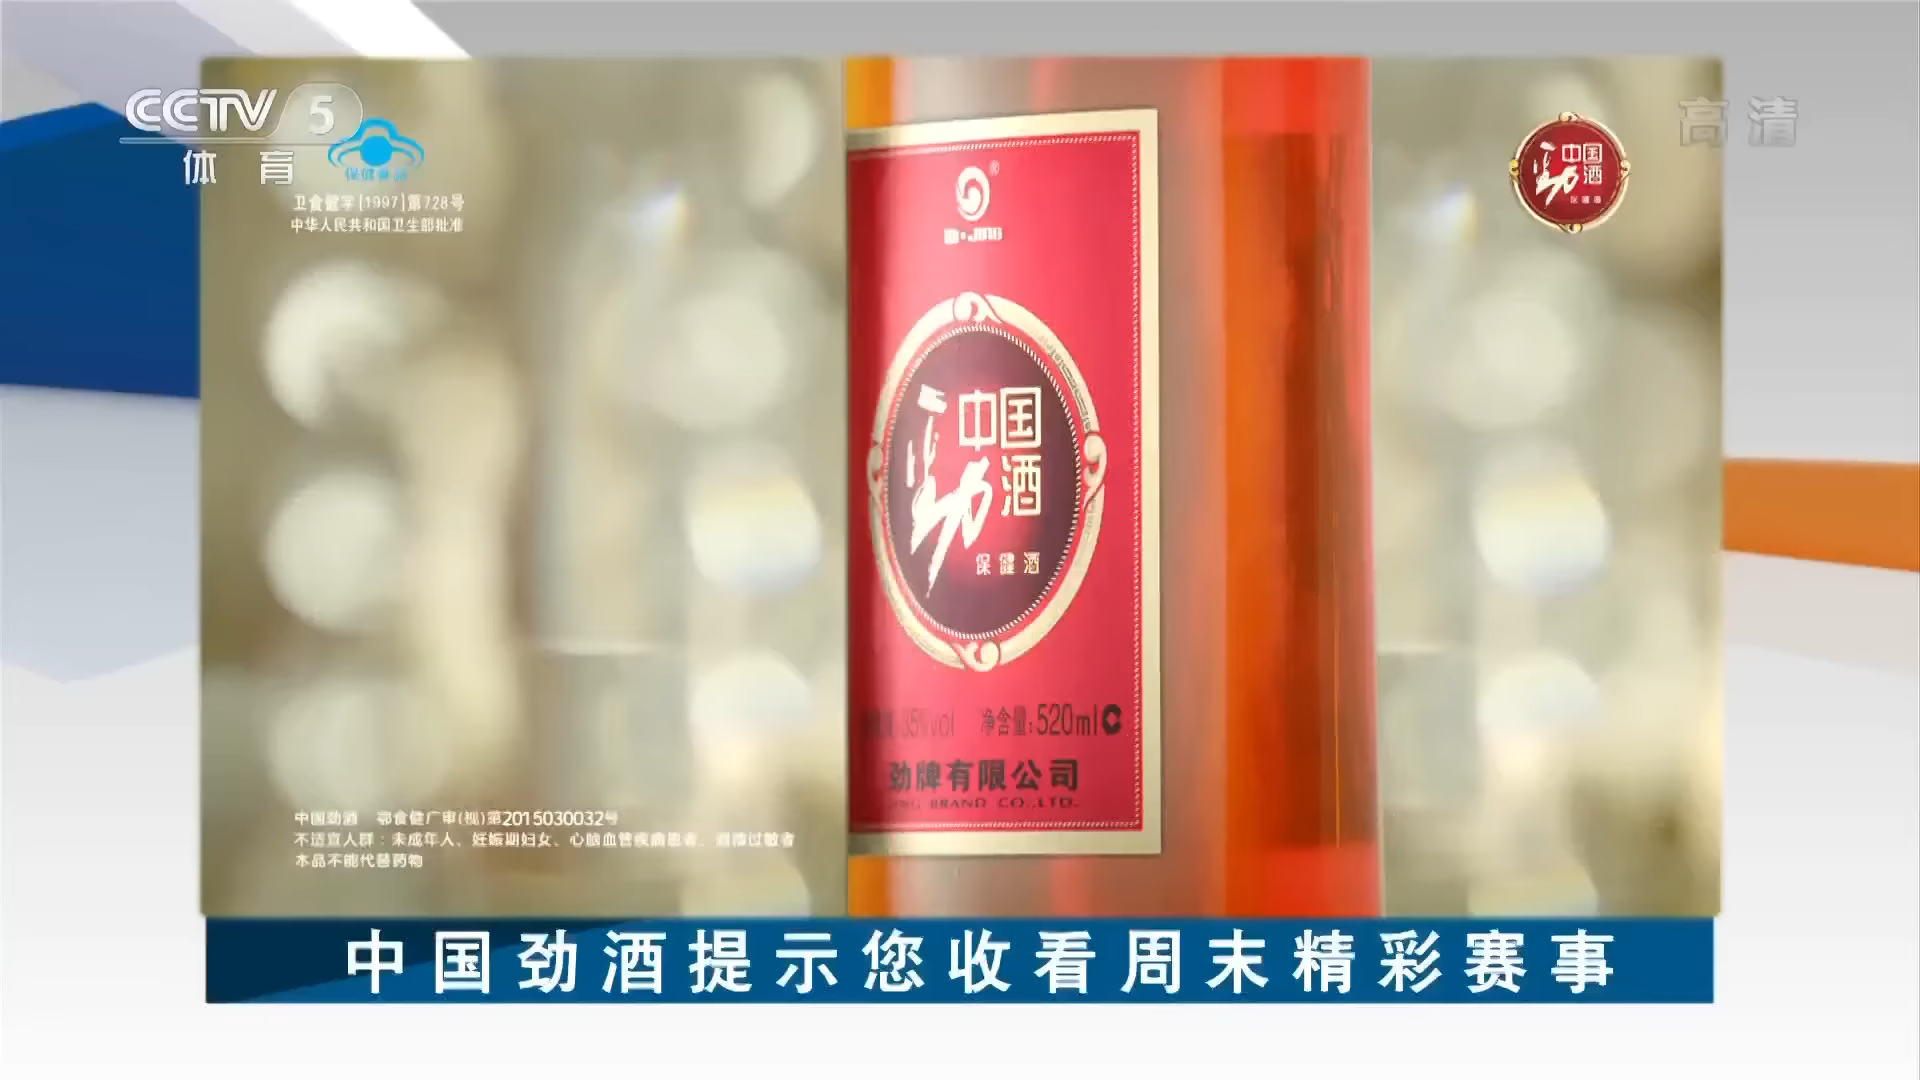 CCTV 5
体育
高清
保健食品
卫食健字[1997]第728号
中华人民共和国卫生部批准
中国
劲酒
保健酒
®
中国
劲酒
保健酒
35%vol 净含量:520ml
劲牌有限公司
JING BRAND CO.,LTD.
中国劲酒 鄂食健广审(视)第2015030032号
不适宜人群:未成年人、妊娠期妇女、心脑血管疾病患者、酒精过敏者
本品不能代替药物
中国劲酒提示您收看周末精彩赛事